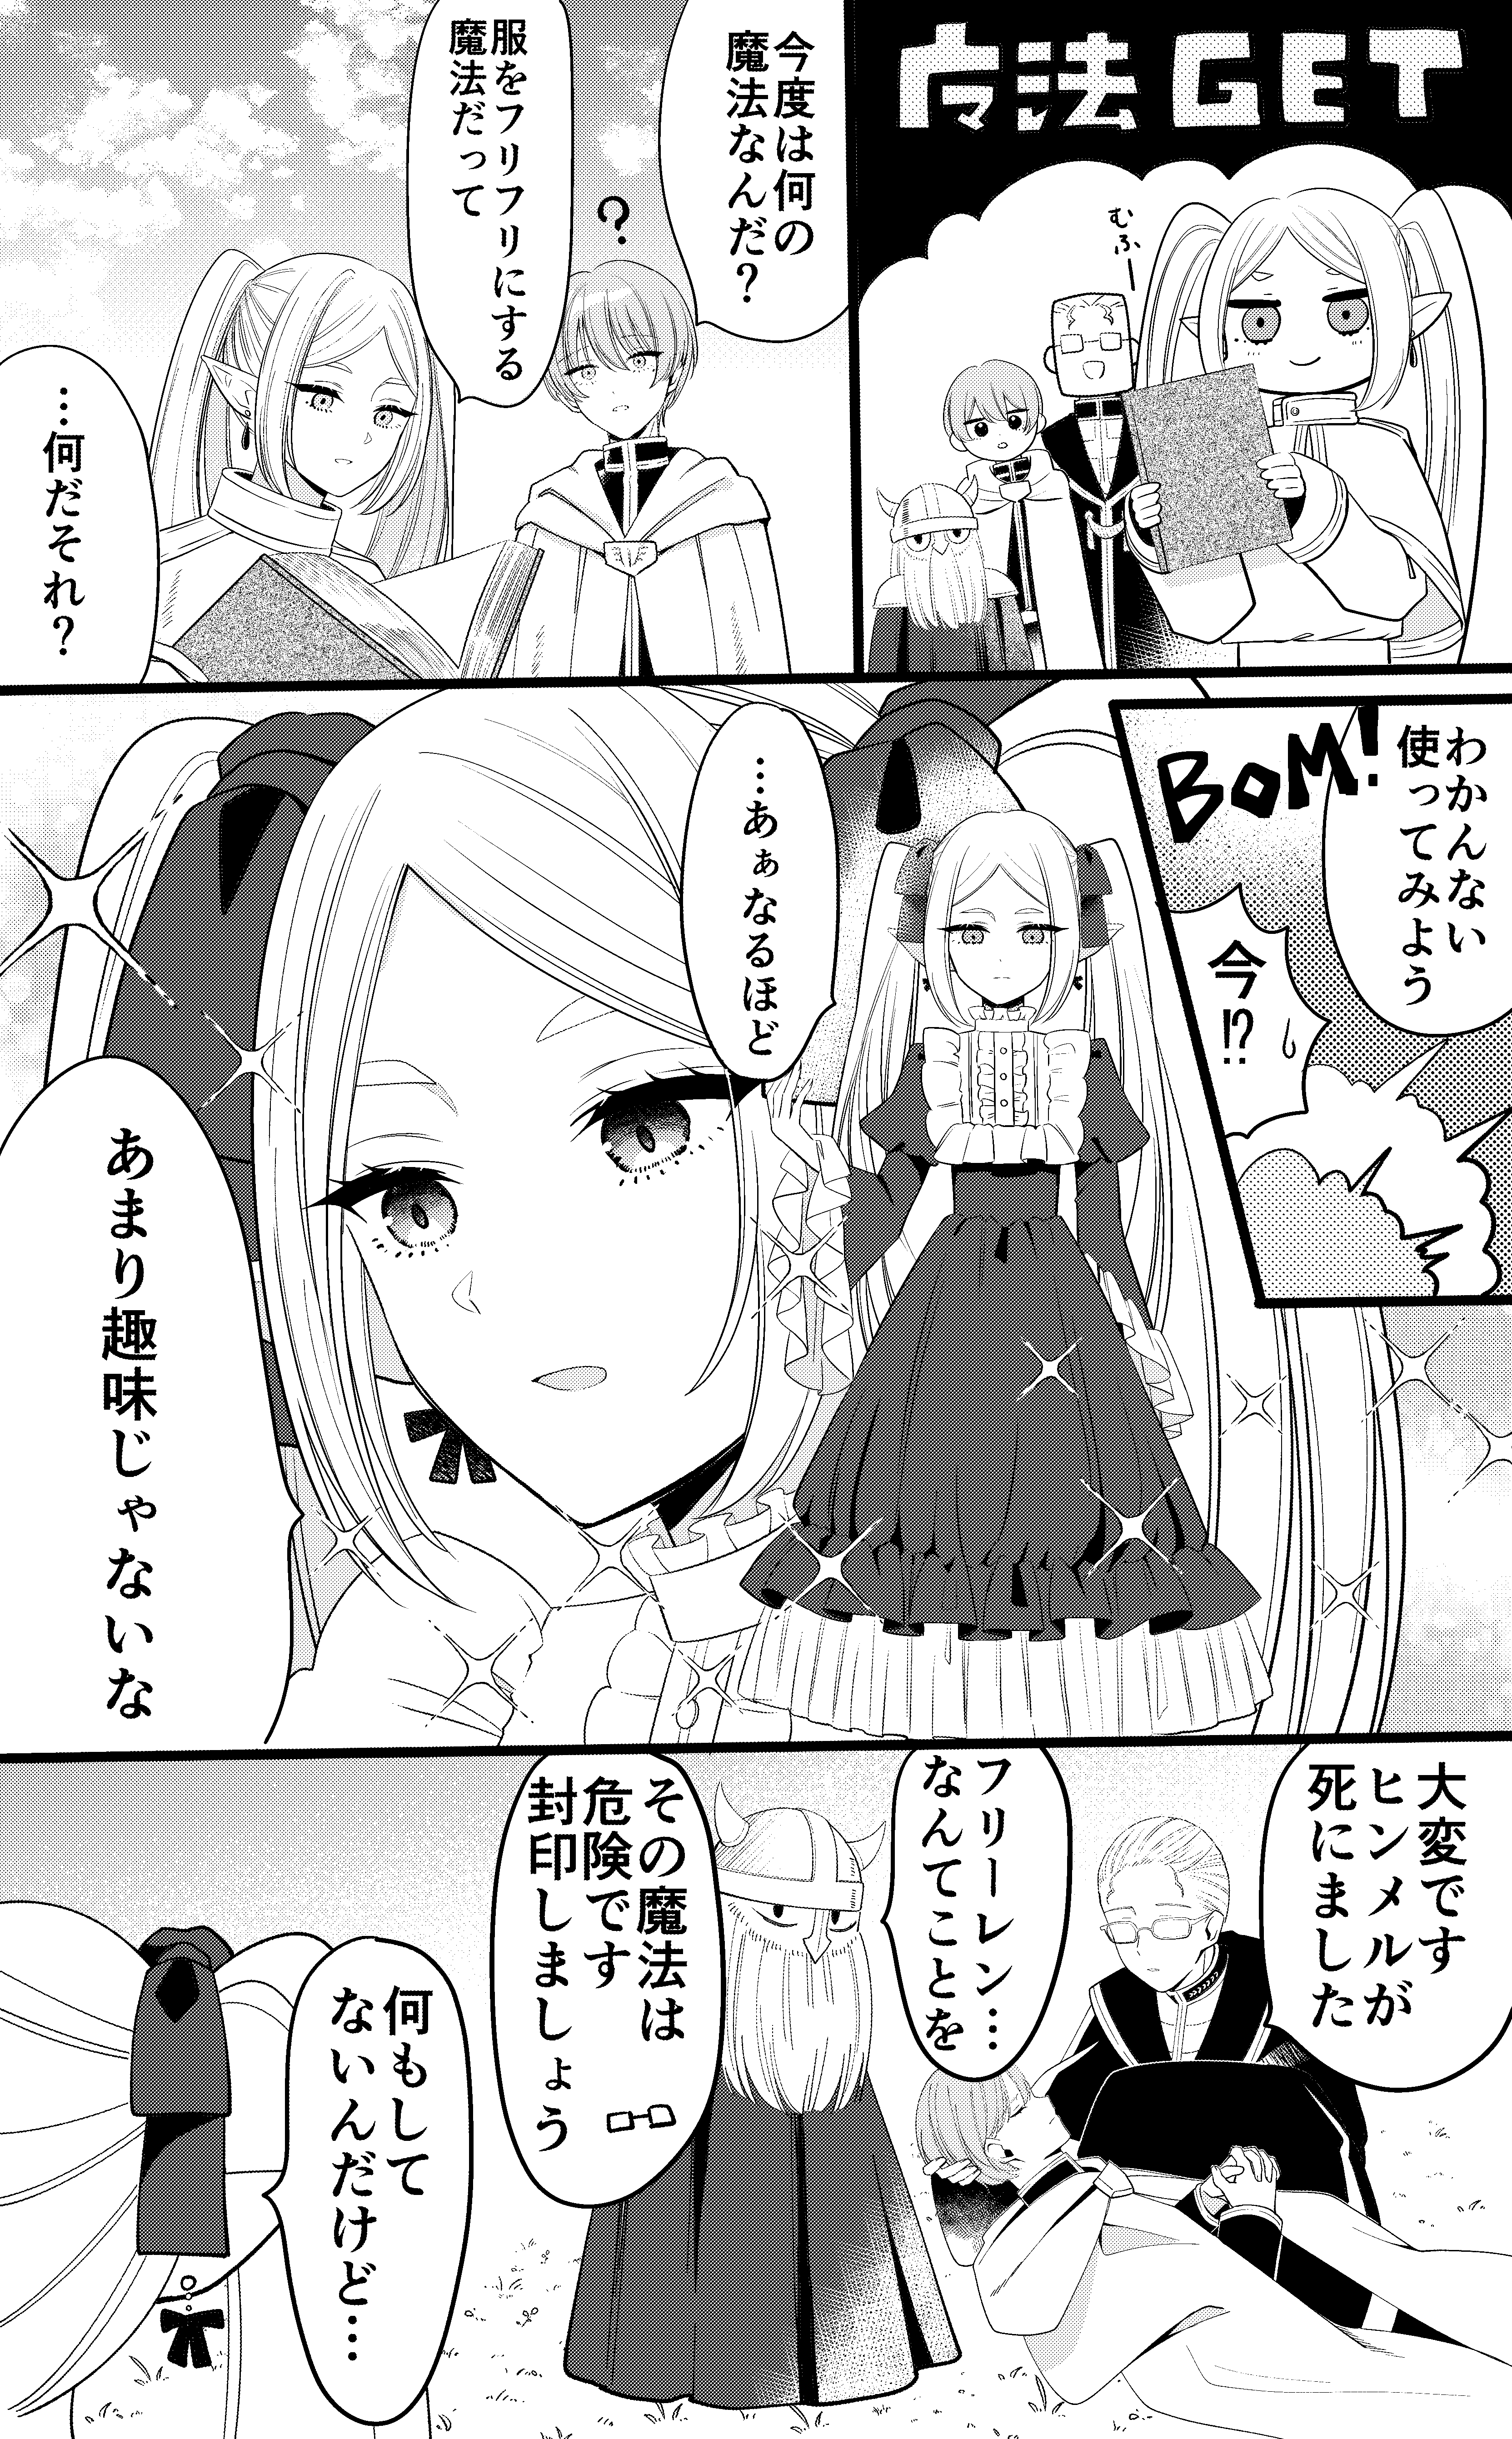 广マ法GET
むふー
今度は何の
魔法なんだ？
？
服をフリフリにする
魔法だって
…何だそれ？
わかんない
使ってみよう
BOM!
今!?
…あぁなるほど
あまり趣味じゃないな
大変です
ヒンメルが
死にました
フリーレン…
なんてことを
その魔法は
危険です
封印しましょう
何もして
ないんだけど…